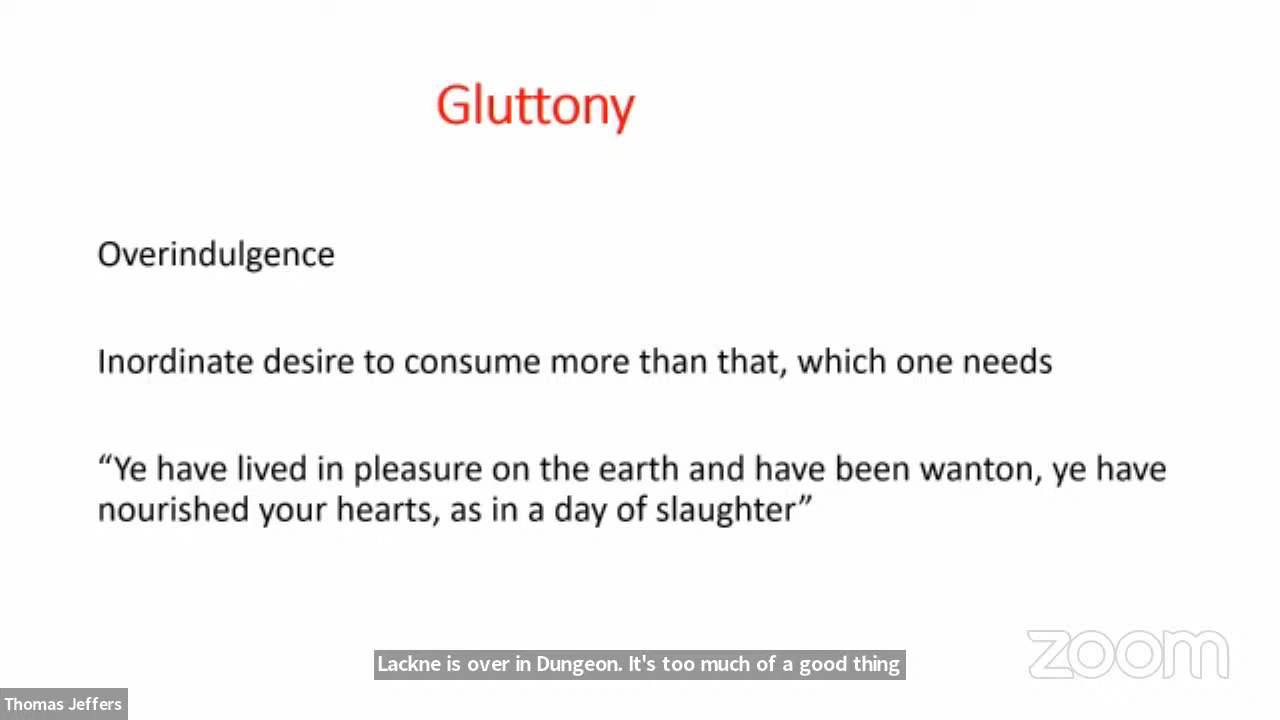 Gluttony
Overindulgence
Inordinate desire to consume more than that, which one needs
“Ye have lived in pleasure on the earth and have been wanton, ye have
nourished your hearts, as in a day of slaughter”
Lackne is over in Dungeon. It's too much of a good thing
zoom
Thomas Jeffers